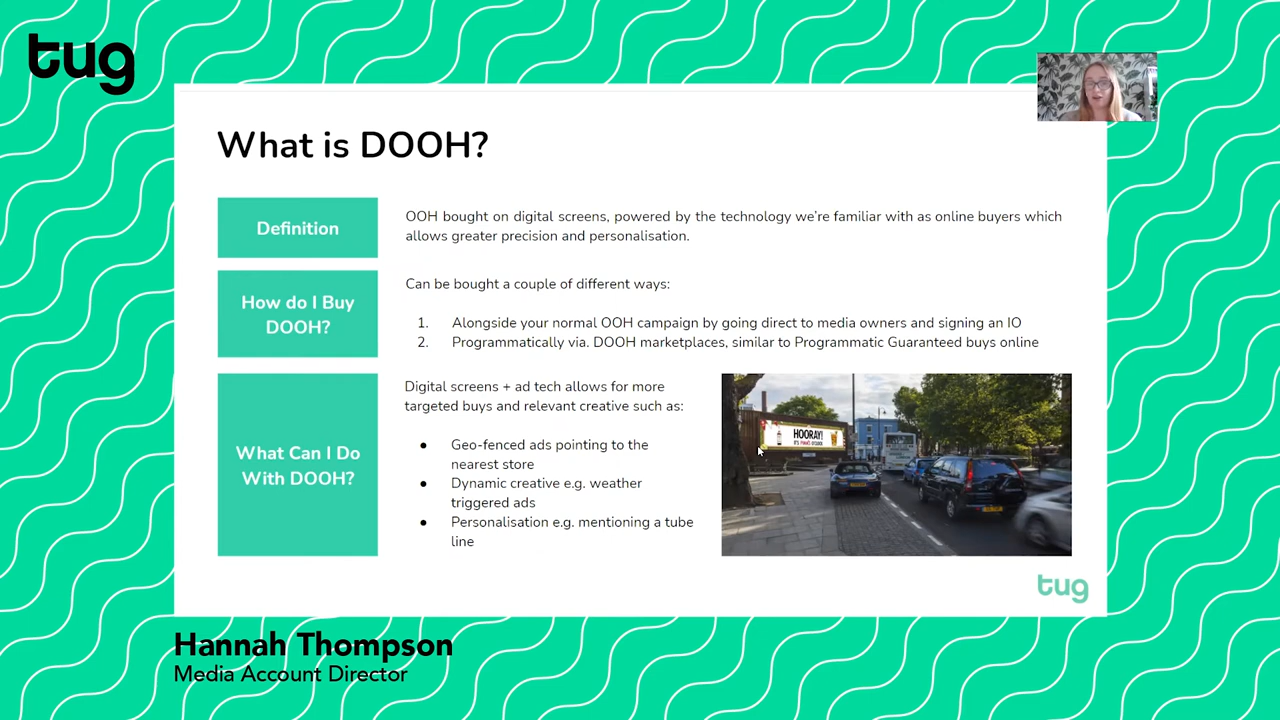 tug
What is DOOH?
Definition
OOH bought on digital screens, powered by the technology we're familiar with as online buyers which
allows greater precision and personalisation.
How do I Buy
DOOH?
Can be bought a couple of different ways:
1. Alongside your normal OOH campaign by going direct to media owners and signing an IO
2. Programmatically via. DOOH marketplaces, similar to Programmatic Guaranteed buys online
What Can I Do
With DOOH?
Digital screens + ad tech allows for more
targeted buys and relevant creative such as:
● Geo-fenced ads pointing to the
nearest store
● Dynamic creative e.g. weather
triggered ads
● Personalisation e.g. mentioning a tube
line
HOORAY!
tug
Hannah Thompson
Media Account Director